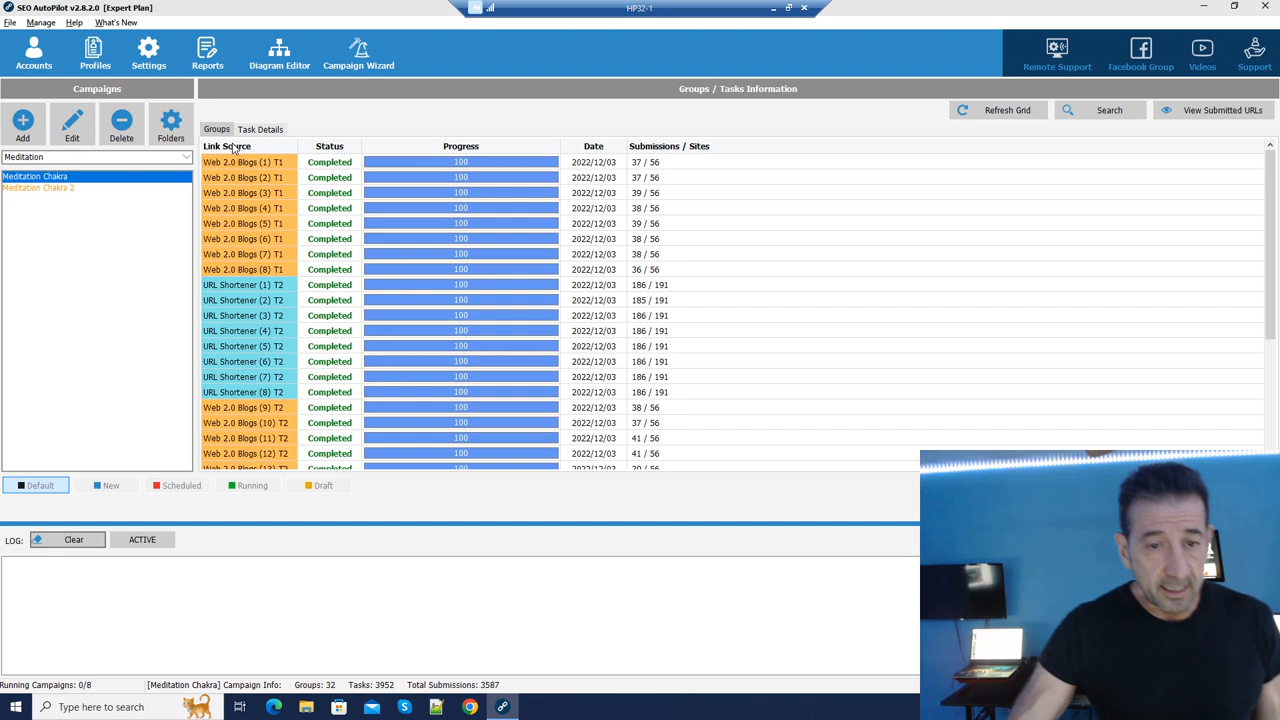 SEO AutoPilot v2.8.2.0 [Expert Plan]
HP32-1
File Manage Help What's New
Accounts Profiles Settings Reports Diagram Editor Campaign Wizard Remote Support Facebook Group Videos Support
Campaigns
Groups / Tasks Information
Add Edit Delete Folders
Refresh Grid Search View Submitted URLs
Groups Task Details
Meditation
Meditation Chakra
Meditation Chakra 2
Link Source Status Progress Date Submissions / Sites
Web 2.0 Blogs (1) T1 Completed 100 2022/12/03 37 / 56
Web 2.0 Blogs (2) T1 Completed 100 2022/12/03 37 / 56
Web 2.0 Blogs (3) T1 Completed 100 2022/12/03 39 / 56
Web 2.0 Blogs (4) T1 Completed 100 2022/12/03 38 / 56
Web 2.0 Blogs (5) T1 Completed 100 2022/12/03 39 / 56
Web 2.0 Blogs (6) T1 Completed 100 2022/12/03 38 / 56
Web 2.0 Blogs (7) T1 Completed 100 2022/12/03 38 / 56
Web 2.0 Blogs (8) T1 Completed 100 2022/12/03 36 / 56
URL Shortener (1) T2 Completed 100 2022/12/03 186 / 191
URL Shortener (2) T2 Completed 100 2022/12/03 185 / 191
URL Shortener (3) T2 Completed 100 2022/12/03 186 / 191
URL Shortener (4) T2 Completed 100 2022/12/03 186 / 191
URL Shortener (5) T2 Completed 100 2022/12/03 186 / 191
URL Shortener (6) T2 Completed 100 2022/12/03 186 / 191
URL Shortener (7) T2 Completed 100 2022/12/03 186 / 191
URL Shortener (8) T2 Completed 100 2022/12/03 186 / 191
Web 2.0 Blogs (9) T2 Completed 100 2022/12/03 38 / 56
Web 2.0 Blogs (10) T2 Completed 100 2022/12/03 37 / 56
Web 2.0 Blogs (11) T2 Completed 100 2022/12/03 41 / 56
Web 2.0 Blogs (12) T2 Completed 100 2022/12/03 41 / 56
Web 2.0 Blogs (13) T2 Completed 100 2022/12/03 39 / 56
Default New Scheduled Running Draft
LOG: Clear ACTIVE
Running Campaigns: 0/8 [Meditation Chakra] Campaign Info: Groups: 32 Tasks: 3952 Total Submissions: 3587
Type here to search